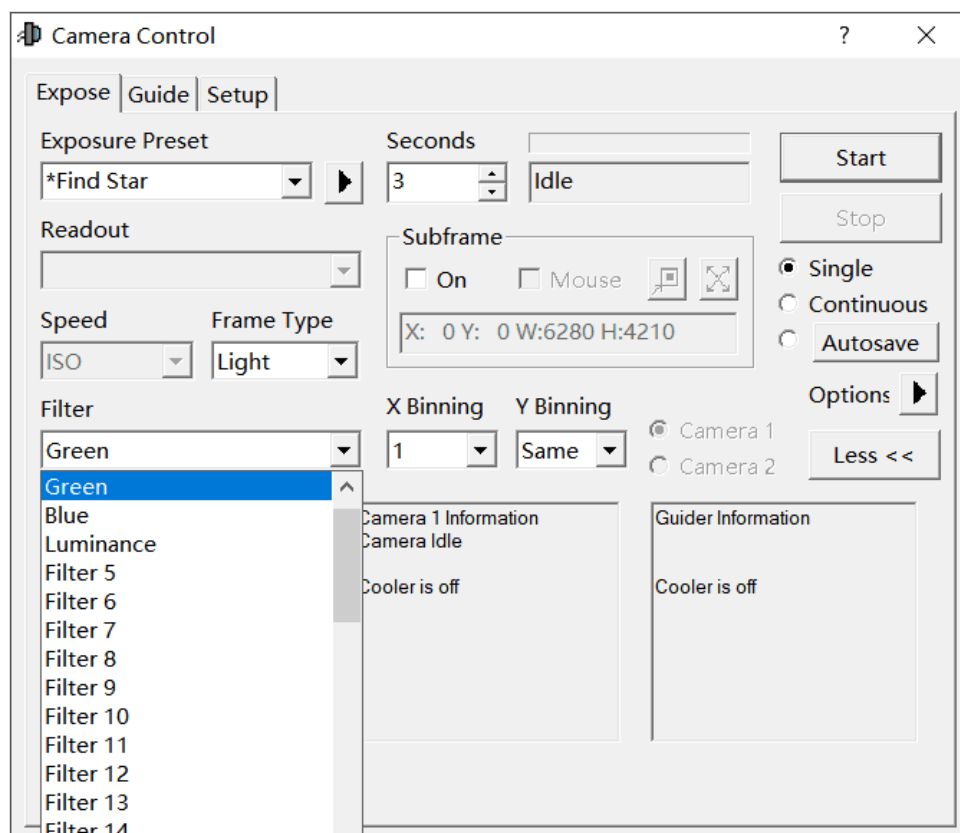 Camera Control
?
Expose Guide Setup
Exposure Preset
Seconds
*Find Star
3
Idle
Start
Readout
Stop
Subframe
On
Mouse
Single
Continuous
X: 0 Y: 0 W:6280 H:4210
Autosave
Speed
Frame Type
ISO
Light
Options
Filter
X Binning
Y Binning
Green
1
Same
Camera 1
Camera 2
Less <<
Green
Blue
Luminance
Filter 5
Filter 6
Filter 7
Filter 8
Filter 9
Filter 10
Filter 11
Filter 12
Filter 13
Filter 14
Camera 1 Information
Camera Idle
Cooler is off
Guider Information
Cooler is off